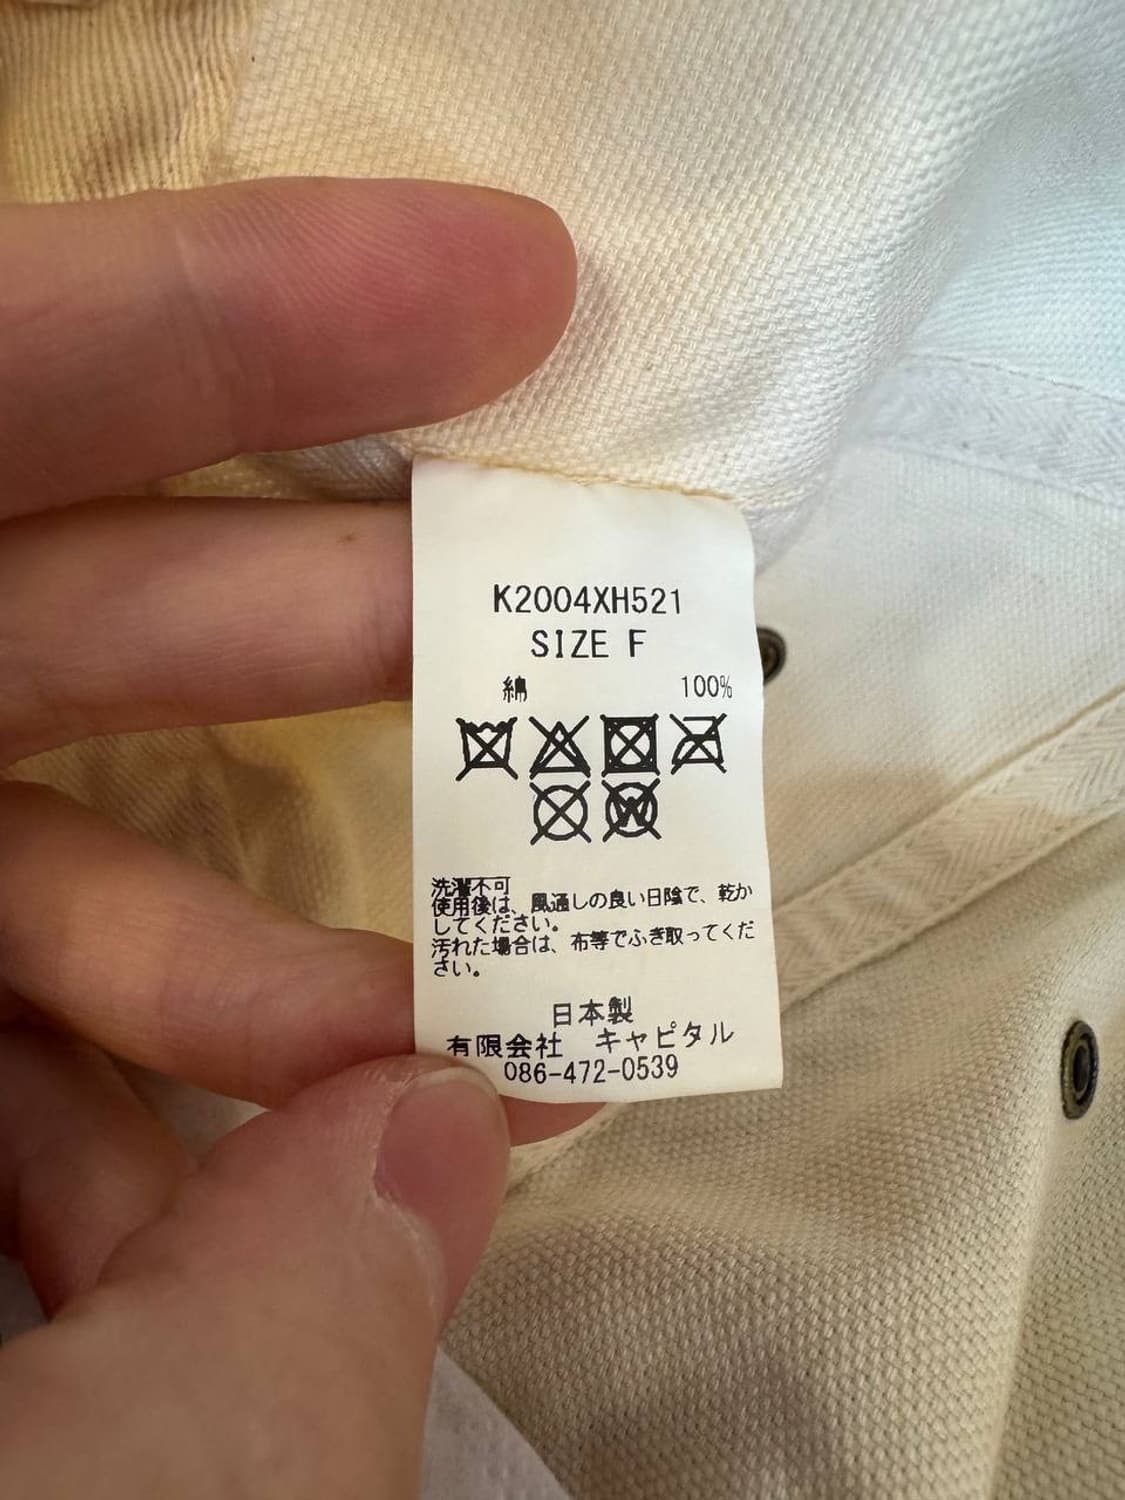 K2004XH521
SIZE F
綿 100%
W
洗濯不可
使用後は、風通しの良い日陰で、乾か
してください。
汚れた場合は、布等でふき取ってくだ
さい。
日本製
有限会社 キャピタル
086-472-0539